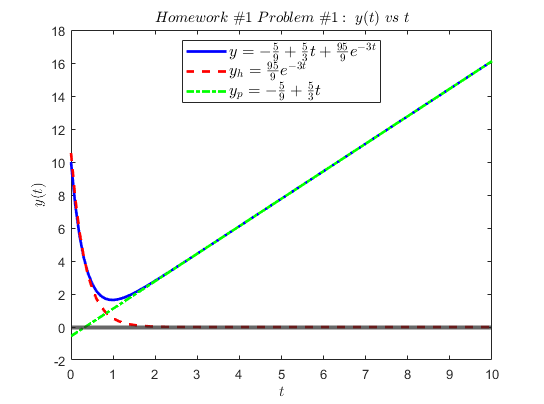 Homework #1 Problem #1 : y(t) vs t
18
16
14
12
10
8
6
4
2
0
-2
y(t)
y = −5/9 + 5/3 t + 95/9 e^{−3t}
y_h = 95/9 e^{−3t}
y_p = −5/9 + 5/3 t
0 1 2 3 4 5 6 7 8 9 10
t